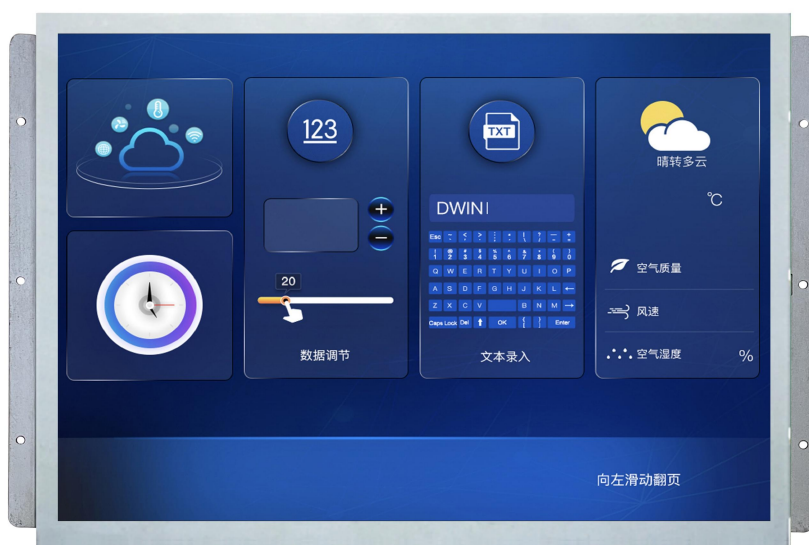 123
20
数据调节
TXT
DWIN
Esc
Q W E R T Y U I O P
A S D F G H J K L ←
Z X C V B N M →
Caps Lock Del OK Enter
文本录入
晴转多云
℃
空气质量
风速
空气湿度 %
向左滑动翻页